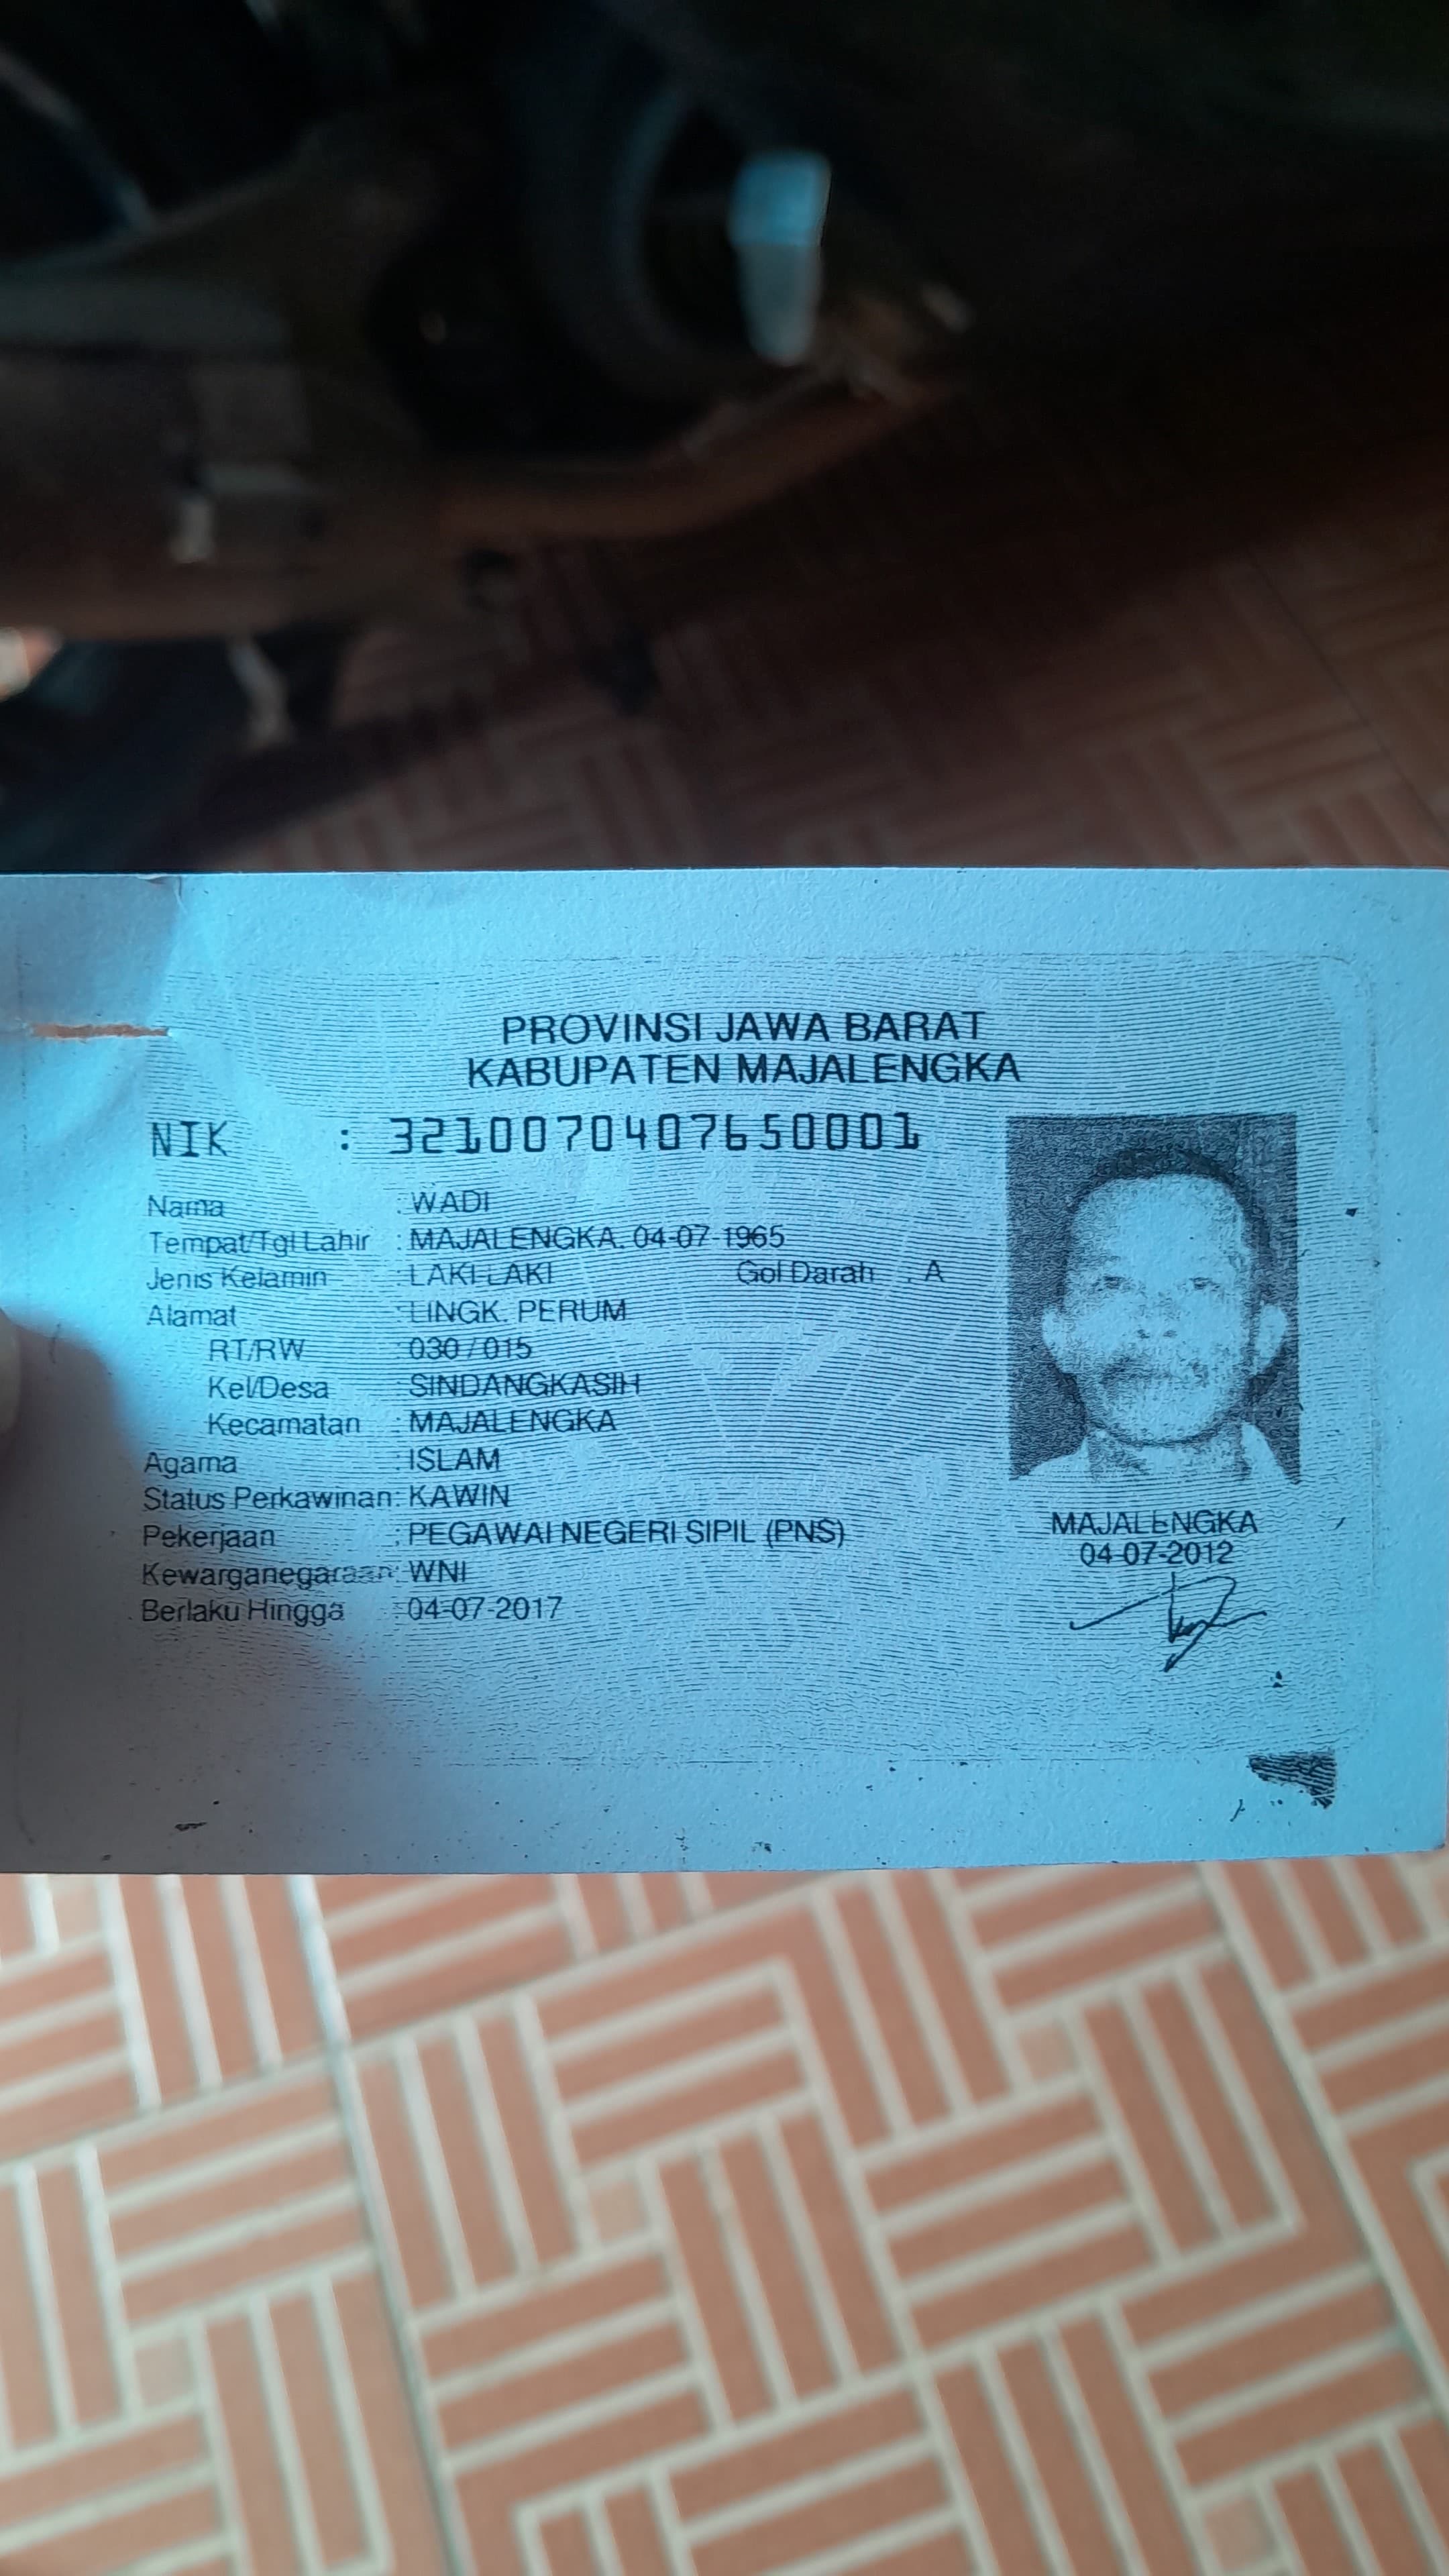 PROVINSI JAWA BARAT
KABUPATEN MAJALENGKA
NIK : 3210070407650001
Nama : WADI
Tempat/Tgl Lahir : MAJALENGKA, 04-07-1965
Jenis Kelamin : LAKI-LAKI Gol Darah : A
Alamat : LINGK. PERUM
RT/RW : 030 / 015
Kel/Desa : SINDANGKASIH
Kecamatan : MAJALENGKA
Agama : ISLAM
Status Perkawinan : KAWIN
Pekerjaan : PEGAWAI NEGERI SIPIL (PNS)
Kewarganegaraan : WNI
Berlaku Hingga : 04-07-2017
MAJALENGKA
04-07-2012